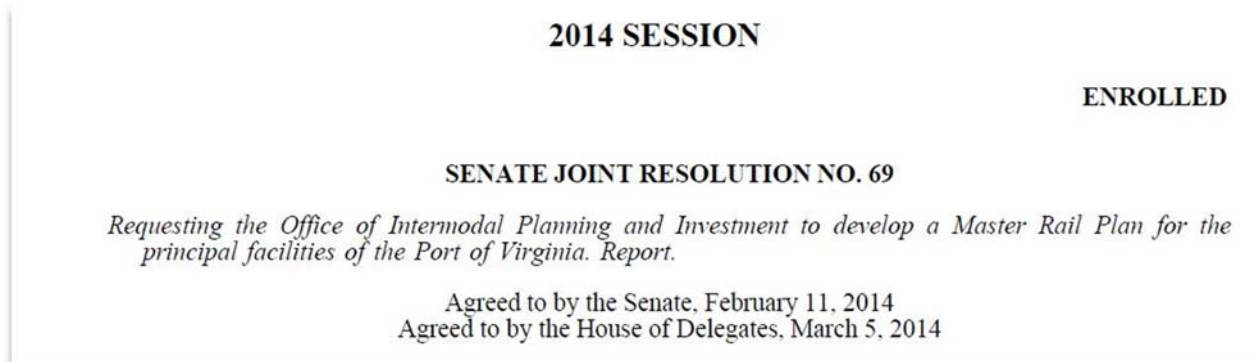 2014 SESSION
ENROLLED
SENATE JOINT RESOLUTION NO. 69
Requesting the Office of Intermodal Planning and Investment to develop a Master Rail Plan for the
principal facilities of the Port of Virginia. Report.
Agreed to by the Senate, February 11, 2014
Agreed to by the House of Delegates, March 5, 2014